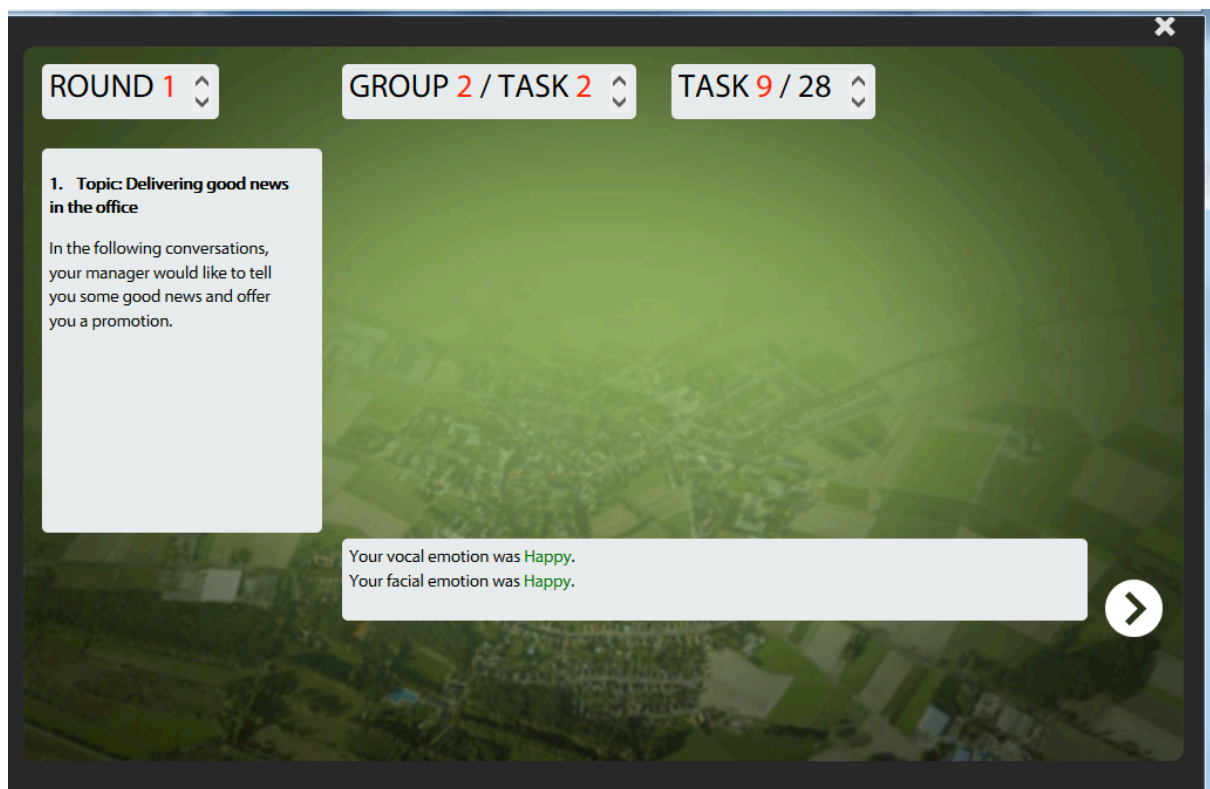 ROUND 1
GROUP 2 / TASK 2
TASK 9 / 28
1. Topic: Delivering good news
in the office
In the following conversations,
your manager would like to tell
you some good news and offer
you a promotion.
Your vocal emotion was Happy.
Your facial emotion was Happy.